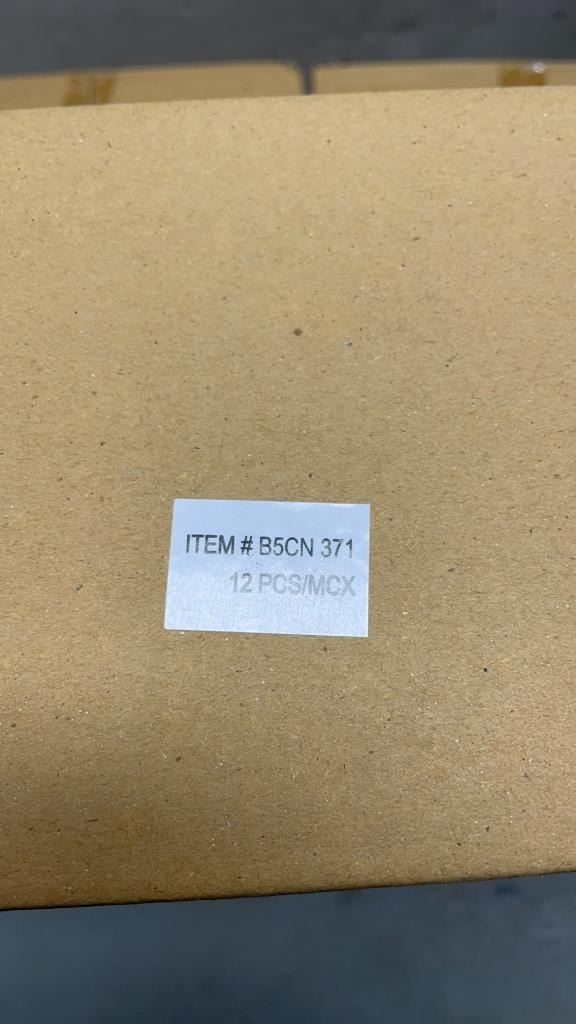 ITEM # B5CN 371
12 PCS/MCX